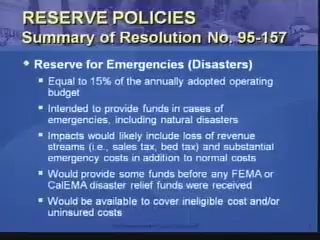 RESERVE POLICIES
Summary of Resolution No. 95-157
Reserve for Emergencies (Disasters)
Equal to 15% of the annually adopted operating
budget
Intended to provide funds in cases of
emergencies, including natural disasters
Impacts would likely include loss of revenue
streams (i.e., sales tax, bed tax) and substantial
emergency costs in addition to normal costs
Would provide some funds before any FEMA or
CalEMA disaster relief funds were received
Would be available to cover ineligible cost and/or
uninsured costs